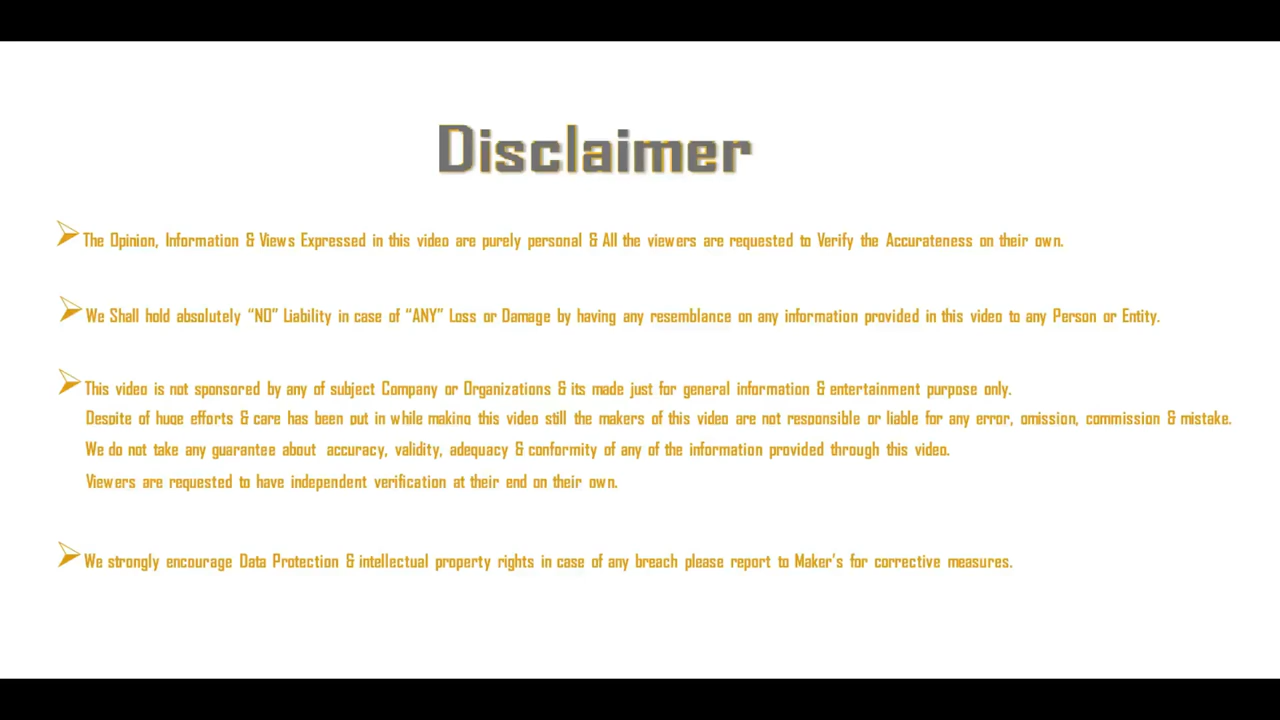 Disclaimer
The Opinion, Information & Views Expressed in this video are purely personal & All the viewers are requested to Verify the Accurateness on their own.
We Shall hold absolutely “NO” Liability in case of “ANY” Loss or Damage by having any resemblance on any information provided in this video to any Person or Entity.
This video is not sponsored by any of subject Company or Organizations & its made just for general information & entertainment purpose only.
Despite of huge efforts & care has been put in while making this video still the makers of this video are not responsible or liable for any error, omission, commission & mistake.
We do not take any guarantee about accuracy, validity, adequacy & conformity of any of the information provided through this video.
Viewers are requested to have independent verification at their end on their own.
We strongly encourage Data Protection & intellectual property rights in case of any breach please report to Maker’s for corrective measures.